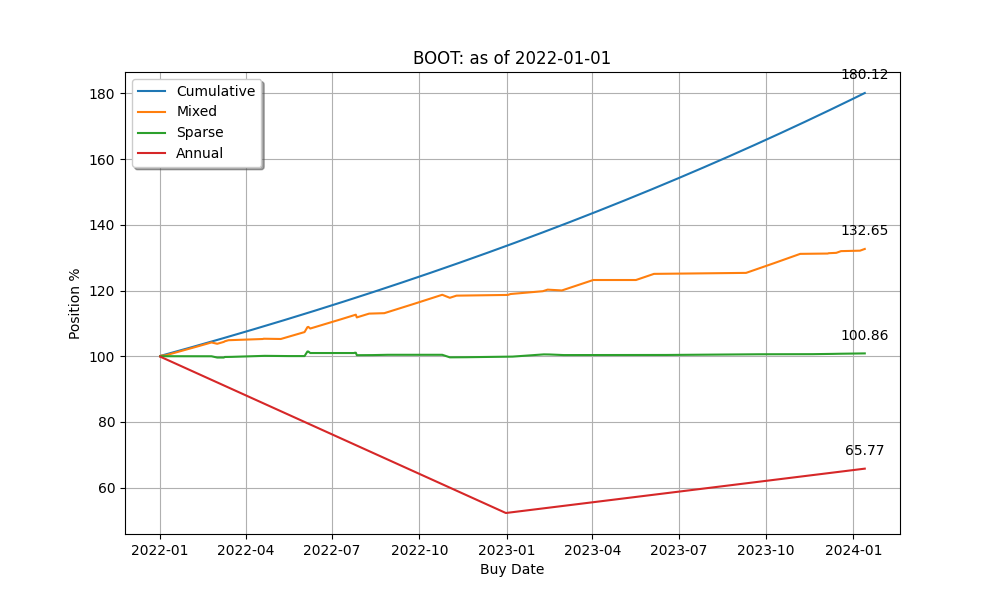 BOOT: as of 2022-01-01
180.12
180
Cumulative
Mixed
Sparse
Annual
160
140
132.65
120
100.86
100
80
65.77
60
Position %
2022-01 2022-04 2022-07 2022-10 2023-01 2023-04 2023-07 2023-10 2024-01
Buy Date